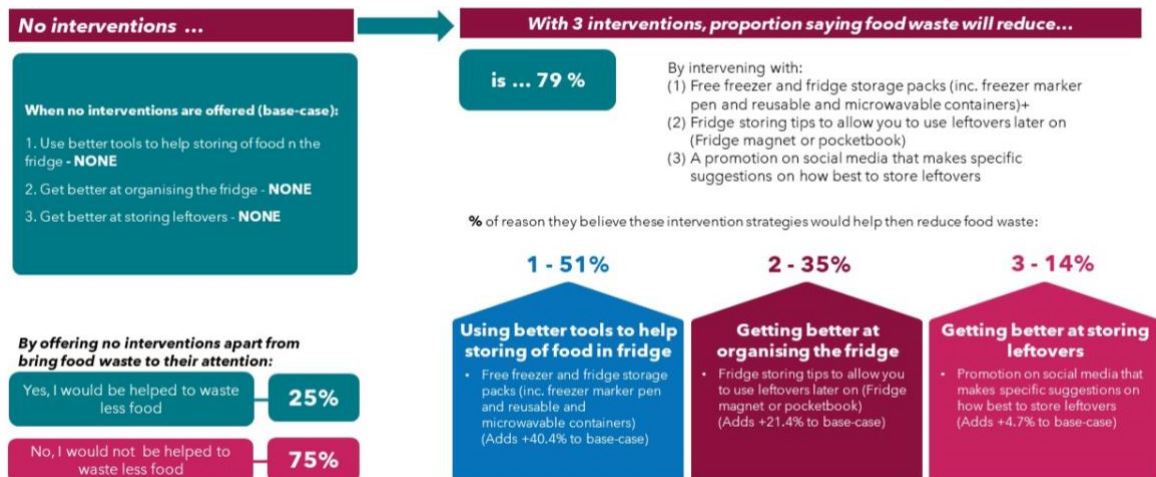 No interventions ...
With 3 interventions, proportion saying food waste will reduce...
is ... 79 %
By intervening with:
(1) Free freezer and fridge storage packs (inc. freezer marker
pen and reusable and microwavable containers)+
(2) Fridge storing tips to allow you to use leftovers later on
(Fridge magnet or pocketbook)
(3) A promotion on social media that makes specific
suggestions on how best to store leftovers
When no interventions are offered (base-case):
1. Use better tools to help storing of food n the
fridge - NONE
2. Get better at organising the fridge - NONE
3. Get better at storing leftovers - NONE
% of reason they believe these intervention strategies would help then reduce food waste:
1 - 51%
Using better tools to help
storing of food in fridge
• Free freezer and fridge storage
packs (inc. freezer marker pen
and reusable and
microwavable containers)
(Adds +40.4% to base-case)
2 - 35%
Getting better at
organising the fridge
• Fridge storing tips to allow you
to use leftovers later on (Fridge
magnet or pocketbook)
(Adds +21.4% to base-case)
3 - 14%
Getting better at storing
leftovers
• Promotion on social media that
makes specific suggestions on
how best to store leftovers
(Adds +4.7% to base-case)
By offering no interventions apart from
bring food waste to their attention:
Yes, I would be helped to waste
less food
25%
No, I would not be helped to
waste less food
75%